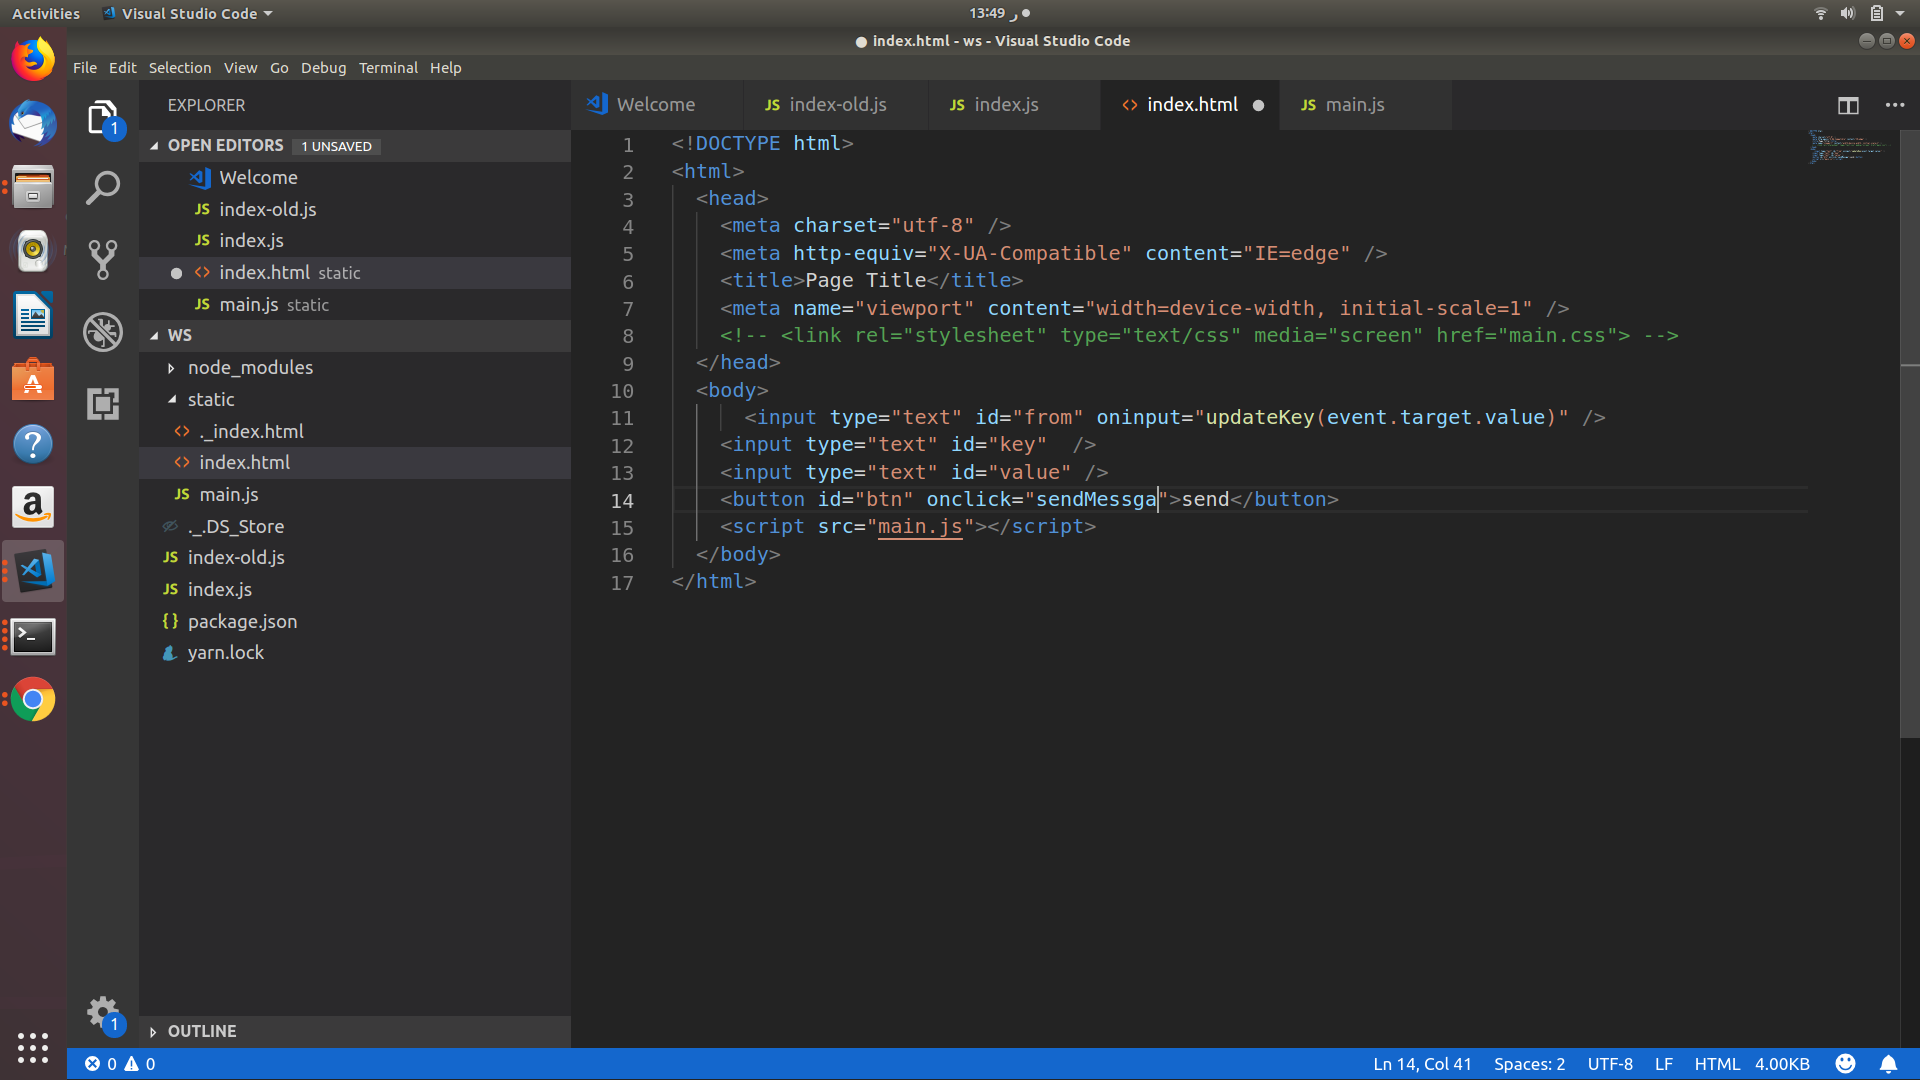 Activities Visual Studio Code 13:49 ر
index.html - ws - Visual Studio Code
File Edit Selection View Go Debug Terminal Help
EXPLORER
OPEN EDITORS 1 UNSAVED
Welcome
JS index-old.js
JS index.js
<> index.html static
JS main.js static
WS
node_modules
static
<> ._index.html
<> index.html
JS main.js
._.DS_Store
JS index-old.js
JS index.js
{} package.json
yarn.lock
OUTLINE
1
1
Welcome JS index-old.js JS index.js <> index.html JS main.js
1 <!DOCTYPE html>
2 <html>
3 <head>
4 <meta charset="utf-8" />
5 <meta http-equiv="X-UA-Compatible" content="IE=edge" />
6 <title>Page Title</title>
7 <meta name="viewport" content="width=device-width, initial-scale=1" />
8 <!-- <link rel="stylesheet" type="text/css" media="screen" href="main.css"> -->
9 </head>
10 <body>
11 <input type="text" id="from" oninput="updateKey(event.target.value)" />
12 <input type="text" id="key"  />
13 <input type="text" id="value" />
14 <button id="btn" onclick="sendMessga">send</button>
15 <script src="main.js"></script>
16 </body>
17 </html>
0 0 Ln 14, Col 41 Spaces: 2 UTF-8 LF HTML 4.00KB